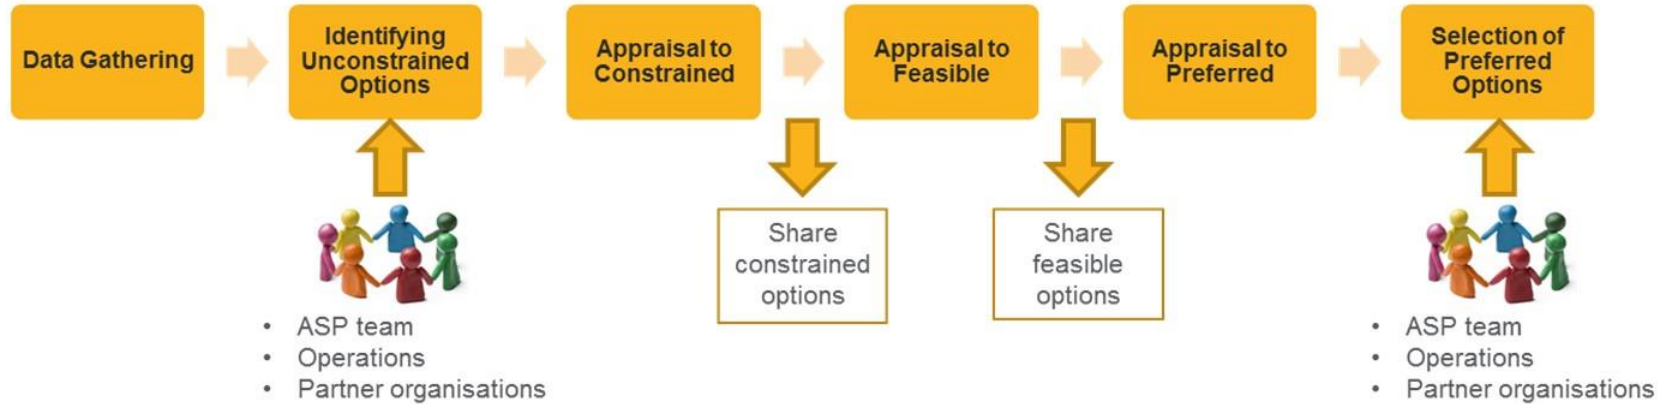 Data Gathering
Identifying
Unconstrained
Options
Appraisal to
Constrained
Appraisal to
Feasible
Appraisal to
Preferred
Selection of
Preferred
Options
Share
constrained
options
Share
feasible
options
• ASP team
• Operations
• Partner organisations
• ASP team
• Operations
• Partner organisations